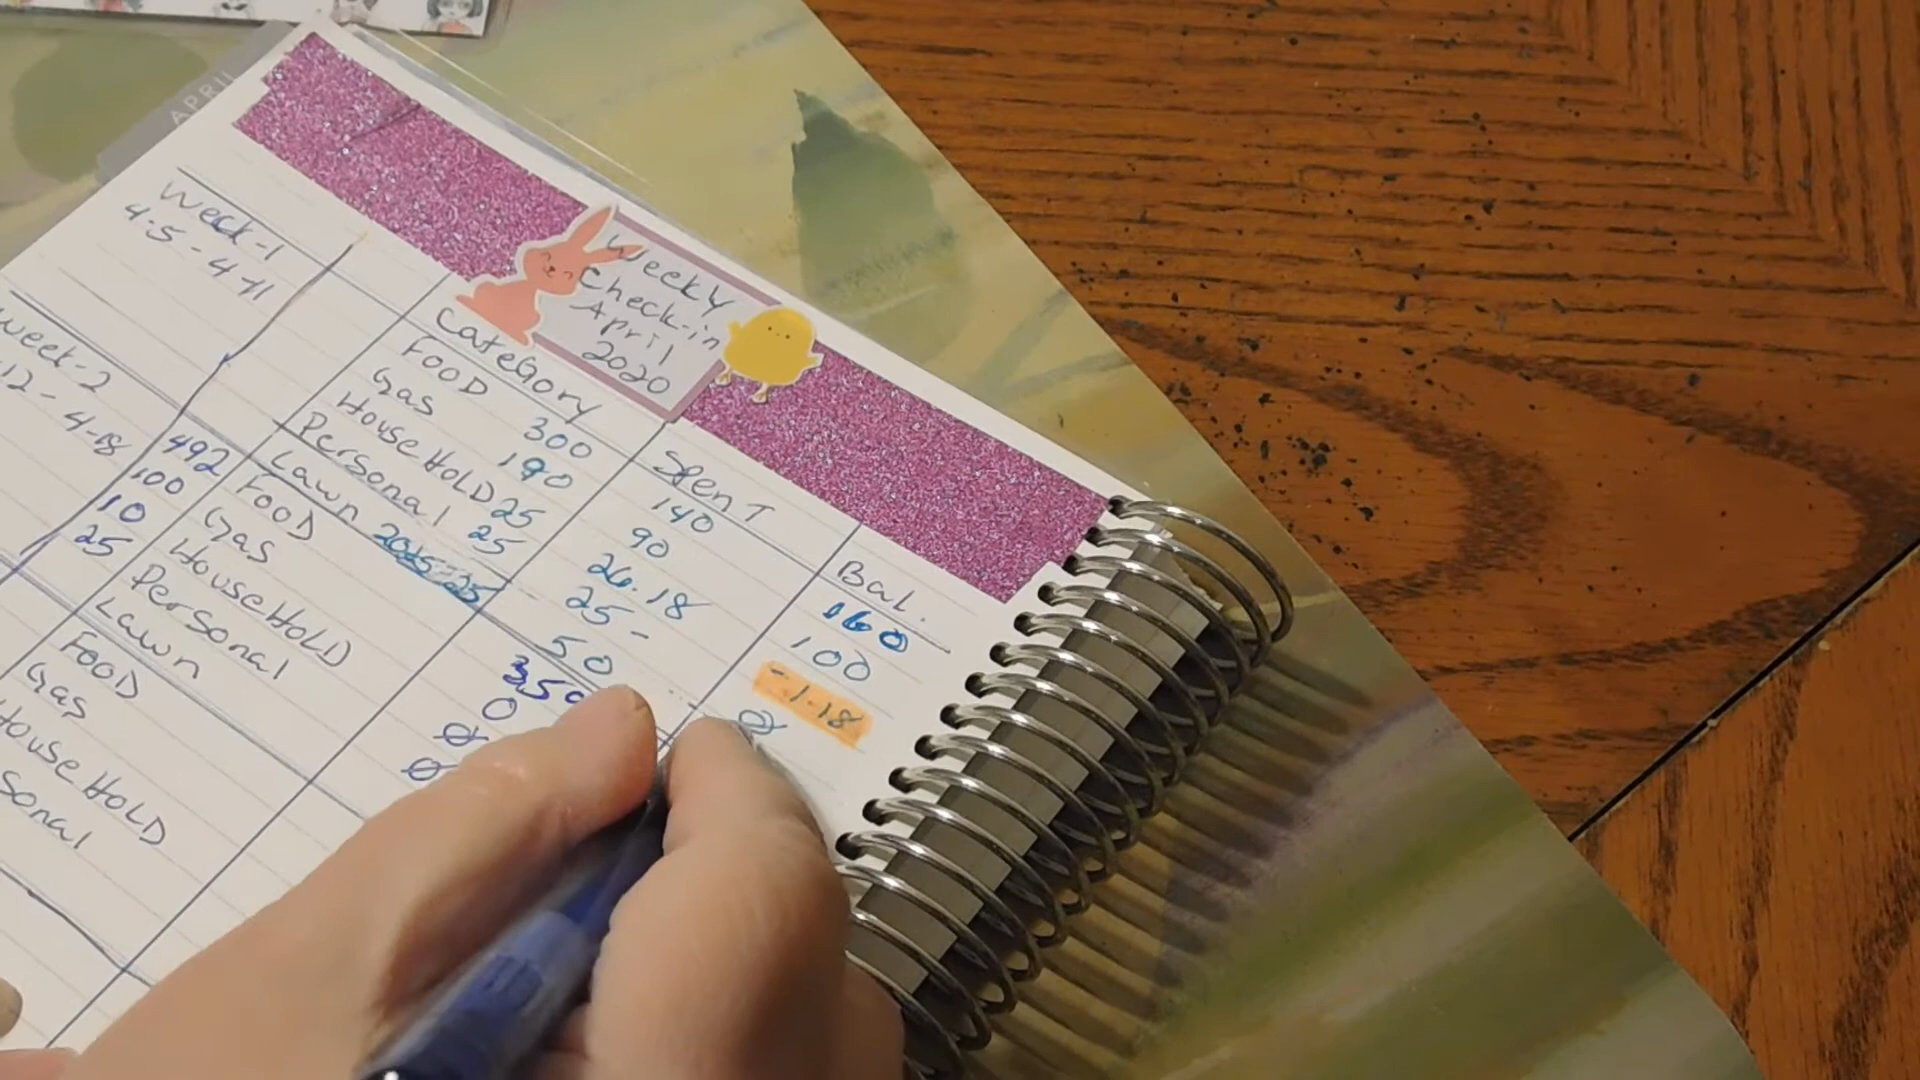 APRIL
Weekly
Check-in
April
2020
Category Spent Bal.
Week-1
4-5 - 4-11
FOOD 300 140 160
Gas 190 90 100
HouseHOLD 25 26.18 -1.18
Personal 25 25 - Ø
Lawn 50
Week-2
12 - 4-18
492 FOOD
100 Gas 0
10 HouseHOLD Ø
25 Personal Ø
Lawn
FOOD
Gas
HouseHOLD
sonal